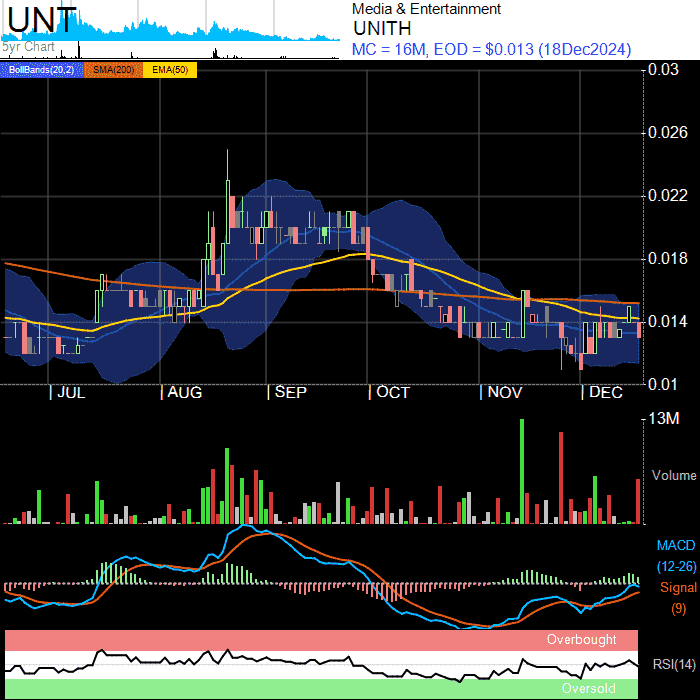 UNT
5yr Chart
Media & Entertainment
UNITH
MC = 16M, EOD = $0.013 (18Dec2024)
BollBands(20,2) SMA(200) EMA(50)
0.03
0.026
0.022
0.018
0.014
0.01
JUL AUG SEP OCT NOV DEC
13M
Volume
MACD
(12-26)
Signal
(9)
Overbought
RSI(14)
Oversold